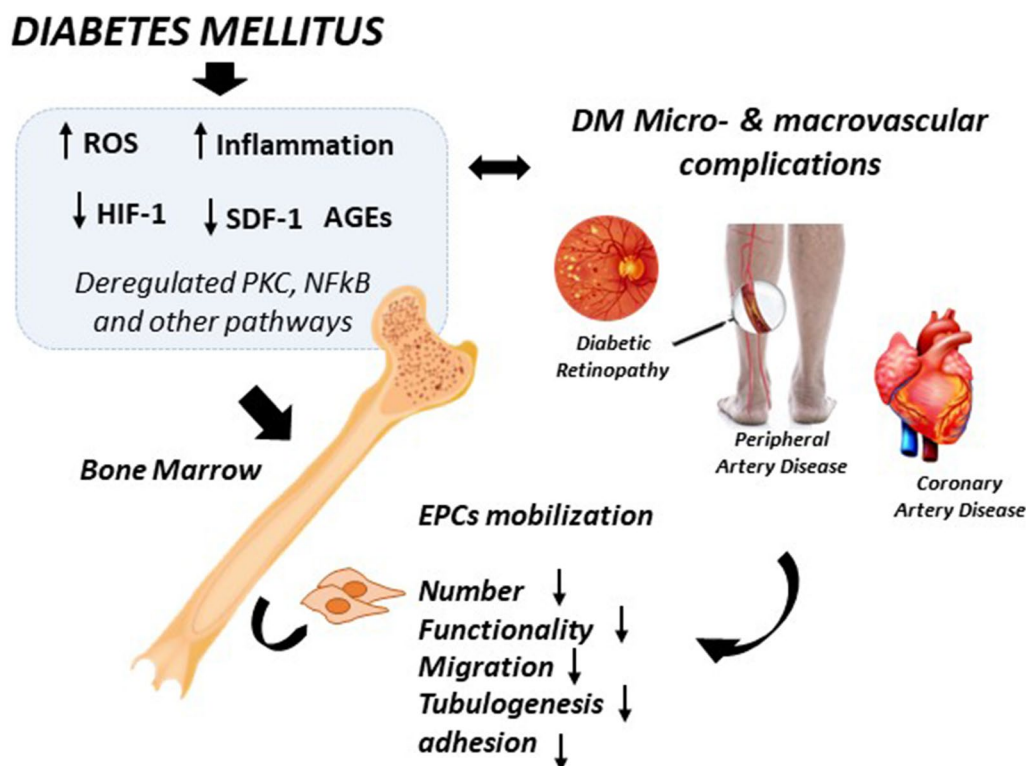 DIABETES MELLITUS
↑ ROS ↑ Inflammation
↓ HIF-1 ↓ SDF-1 AGEs
Deregulated PKC, NFkB
and other pathways
DM Micro- & macrovascular
complications
Diabetic
Retinopathy
Peripheral
Artery Disease
Coronary
Artery Disease
Bone Marrow
EPCs mobilization
Number ↓
Functionality ↓
Migration ↓
Tubulogenesis ↓
adhesion ↓